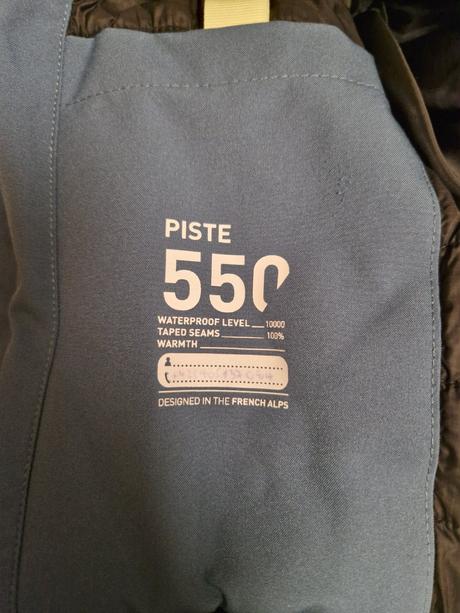 PISTE
550
WATERPROOF LEVEL 10000
TAPED SEAMS 100%
WARMTH
DESIGNED IN THE FRENCH ALPS